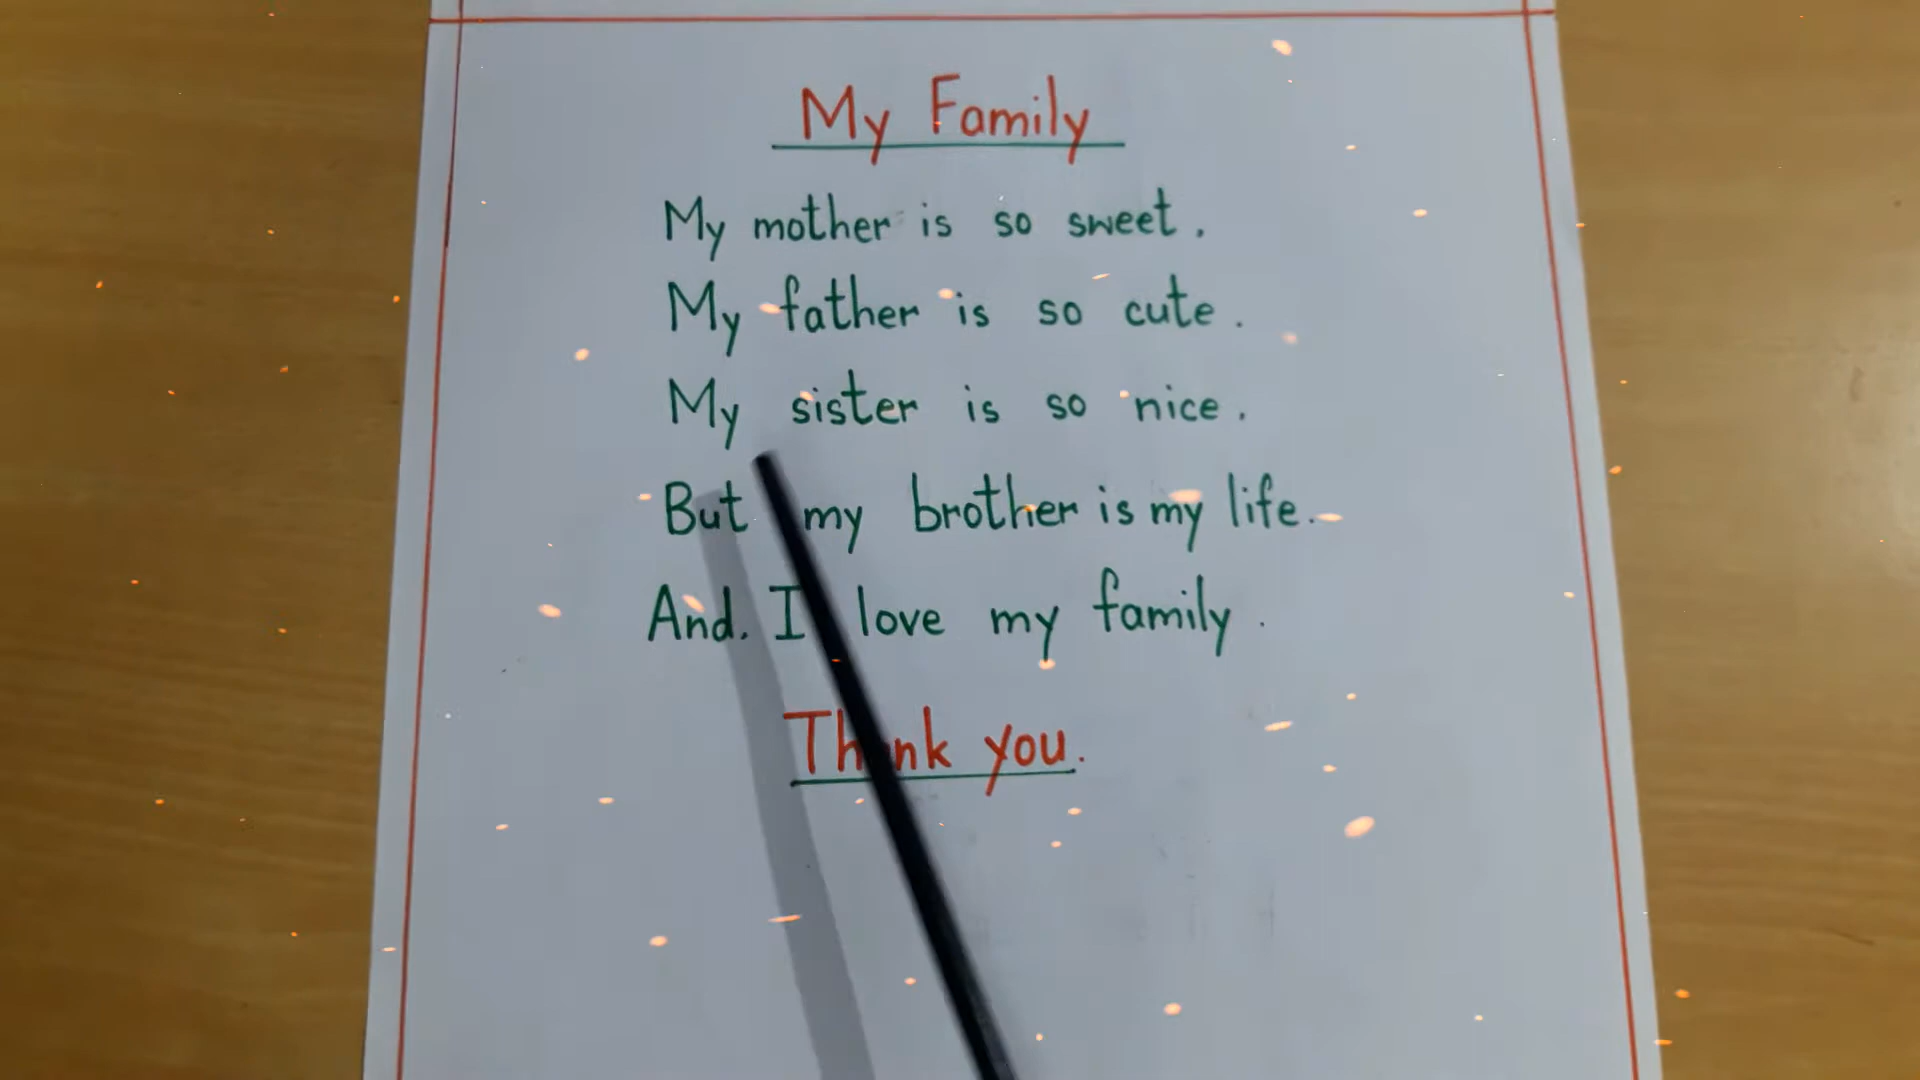 My Family
My mother is so sweet.
My father is so cute.
My sister is so nice.
But my brother is my life.
And. I love my family.
Thank you.